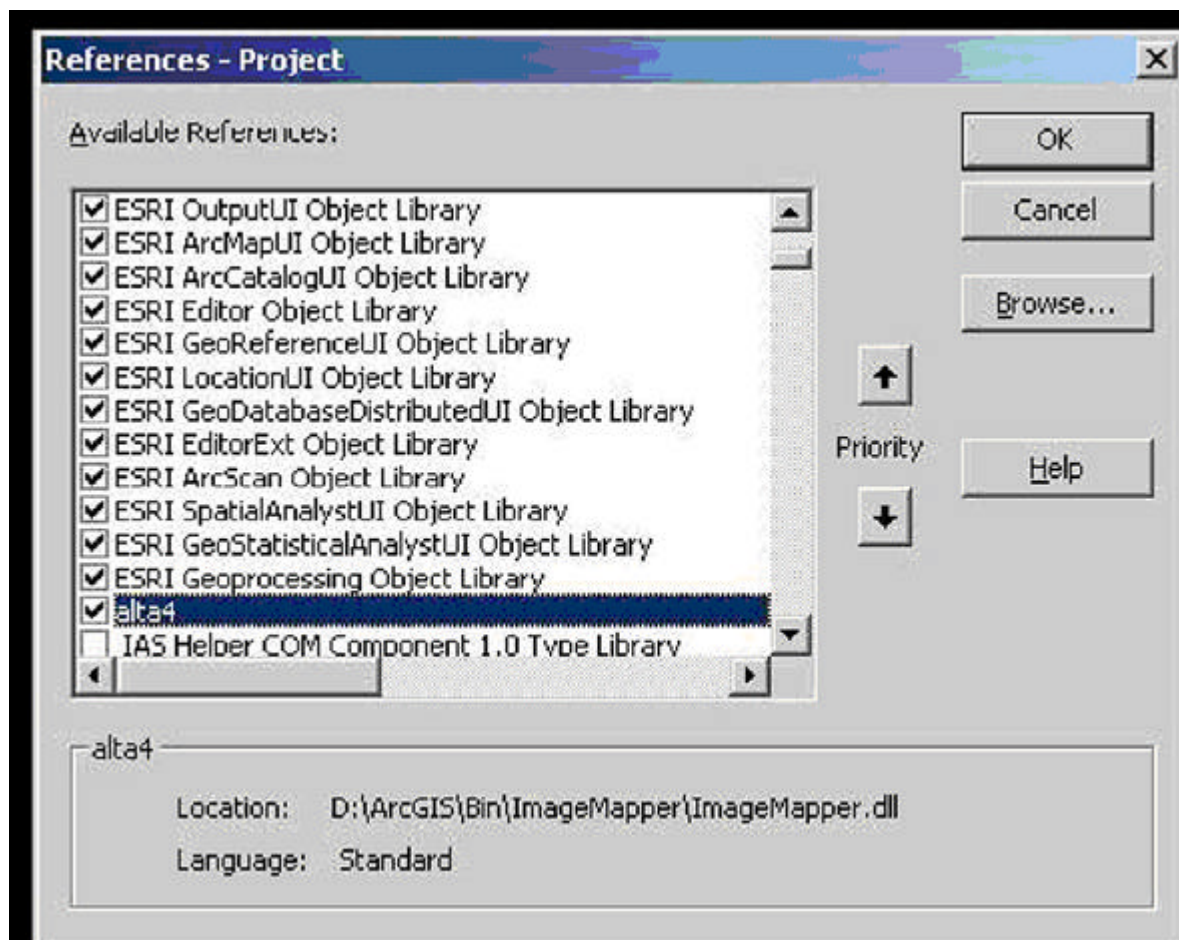 References - Project
Available References:
OK
Cancel
Browse...
Help
Priority
ESRI OutputUI Object Library
ESRI ArcMapUI Object Library
ESRI ArcCatalogUI Object Library
ESRI Editor Object Library
ESRI GeoReferenceUI Object Library
ESRI LocationUI Object Library
ESRI GeoDatabaseDistributedUI Object Library
ESRI EditorExt Object Library
ESRI ArcScan Object Library
ESRI SpatialAnalystUI Object Library
ESRI GeoStatisticalAnalystUI Object Library
ESRI Geoprocessing Object Library
alta4
IAS Helper COM Component 1.0 Type Library
alta4
Location: D:\ArcGIS\Bin\ImageMapper\ImageMapper.dll
Language: Standard